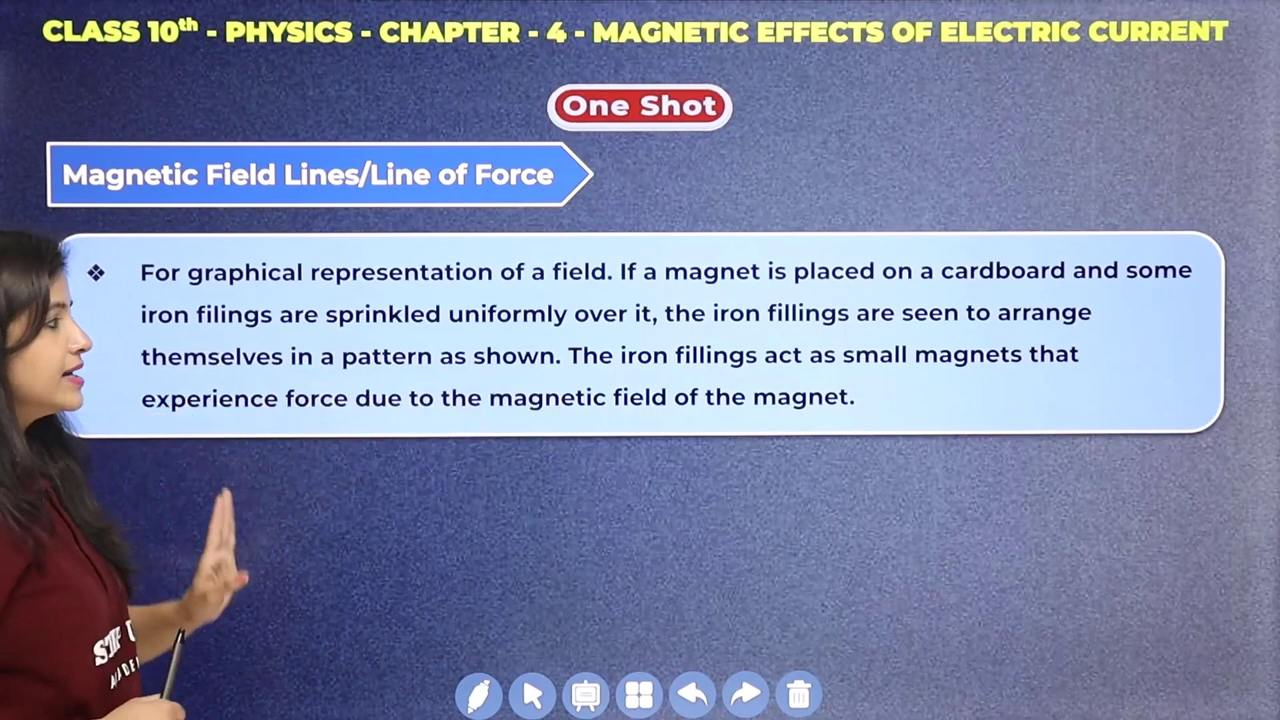 CLASS 10th - PHYSICS - CHAPTER - 4 - MAGNETIC EFFECTS OF ELECTRIC CURRENT
One Shot
Magnetic Field Lines/Line of Force
❖ For graphical representation of a field. If a magnet is placed on a cardboard and some
iron filings are sprinkled uniformly over it, the iron fillings are seen to arrange
themselves in a pattern as shown. The iron fillings act as small magnets that
experience force due to the magnetic field of the magnet.